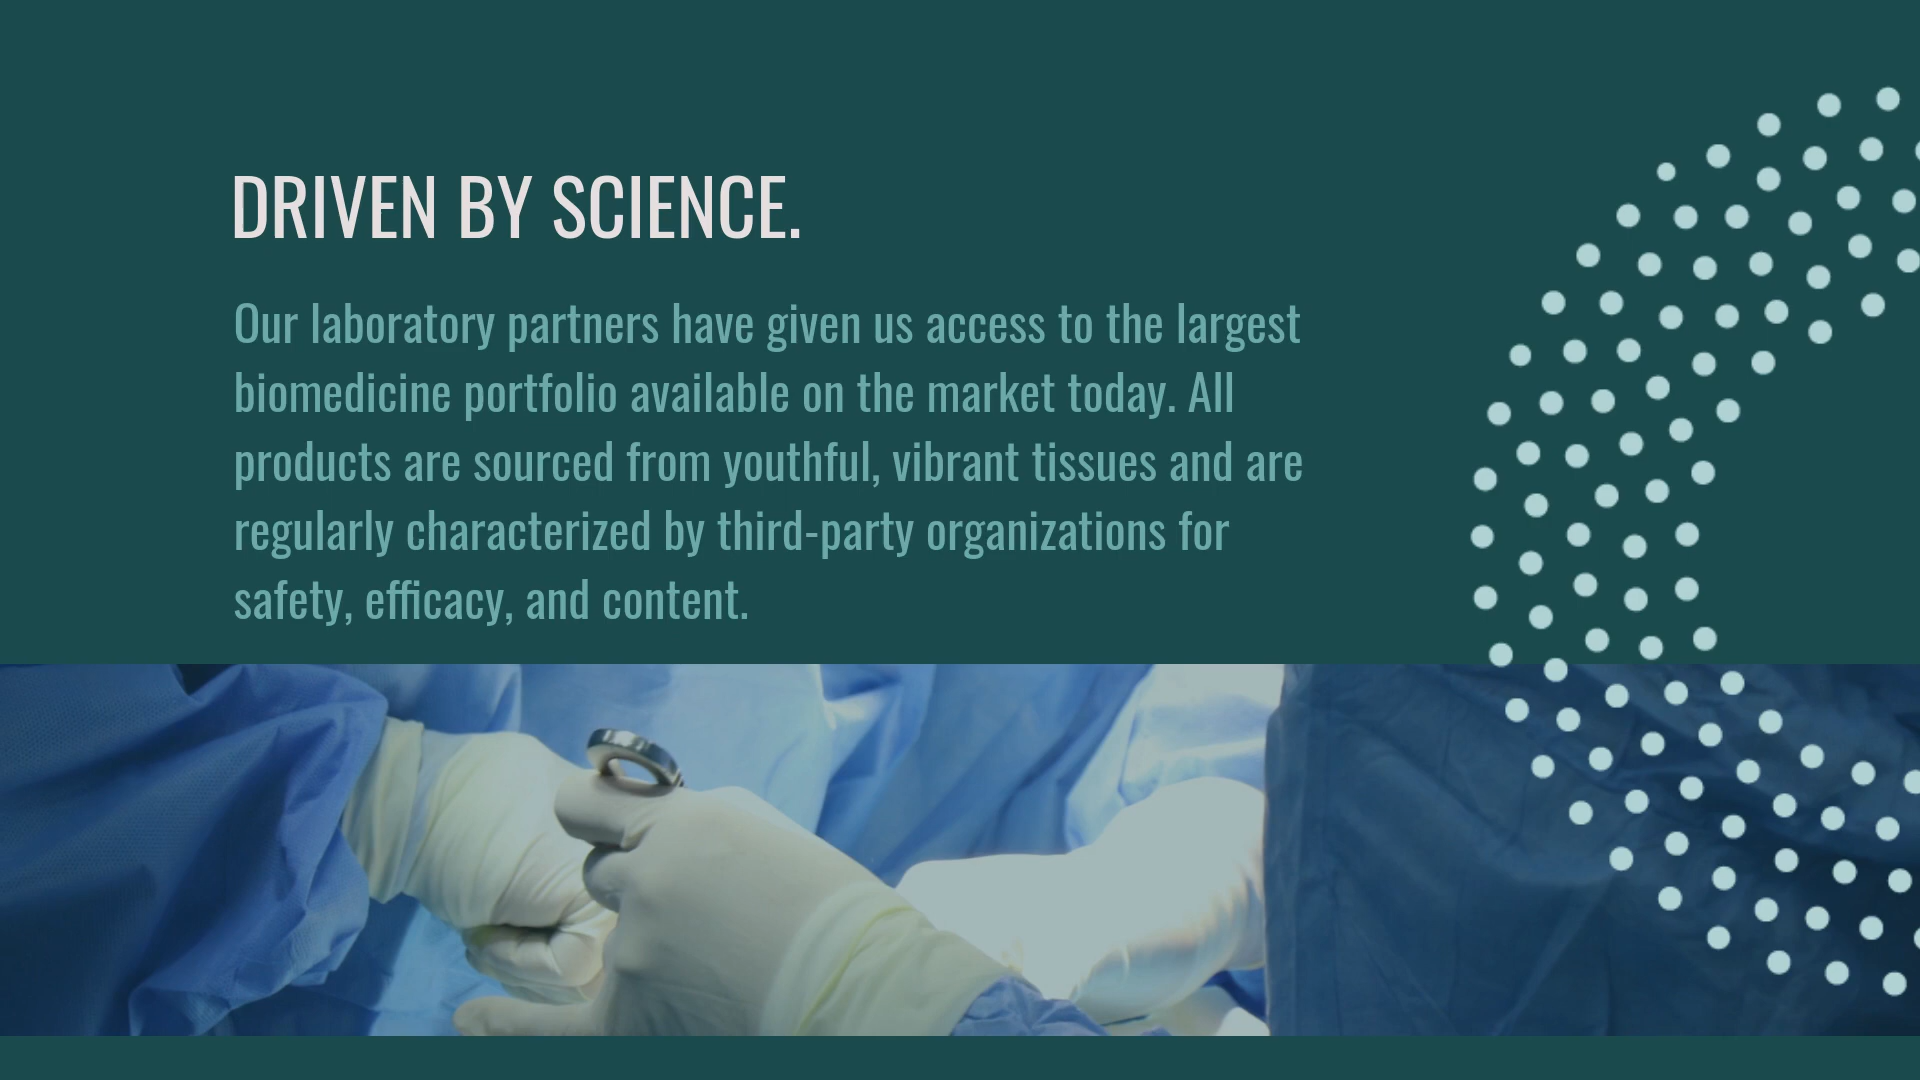 DRIVEN BY SCIENCE.
Our laboratory partners have given us access to the largest
biomedicine portfolio available on the market today. All
products are sourced from youthful, vibrant tissues and are
regularly characterized by third-party organizations for
safety, efficacy, and content.